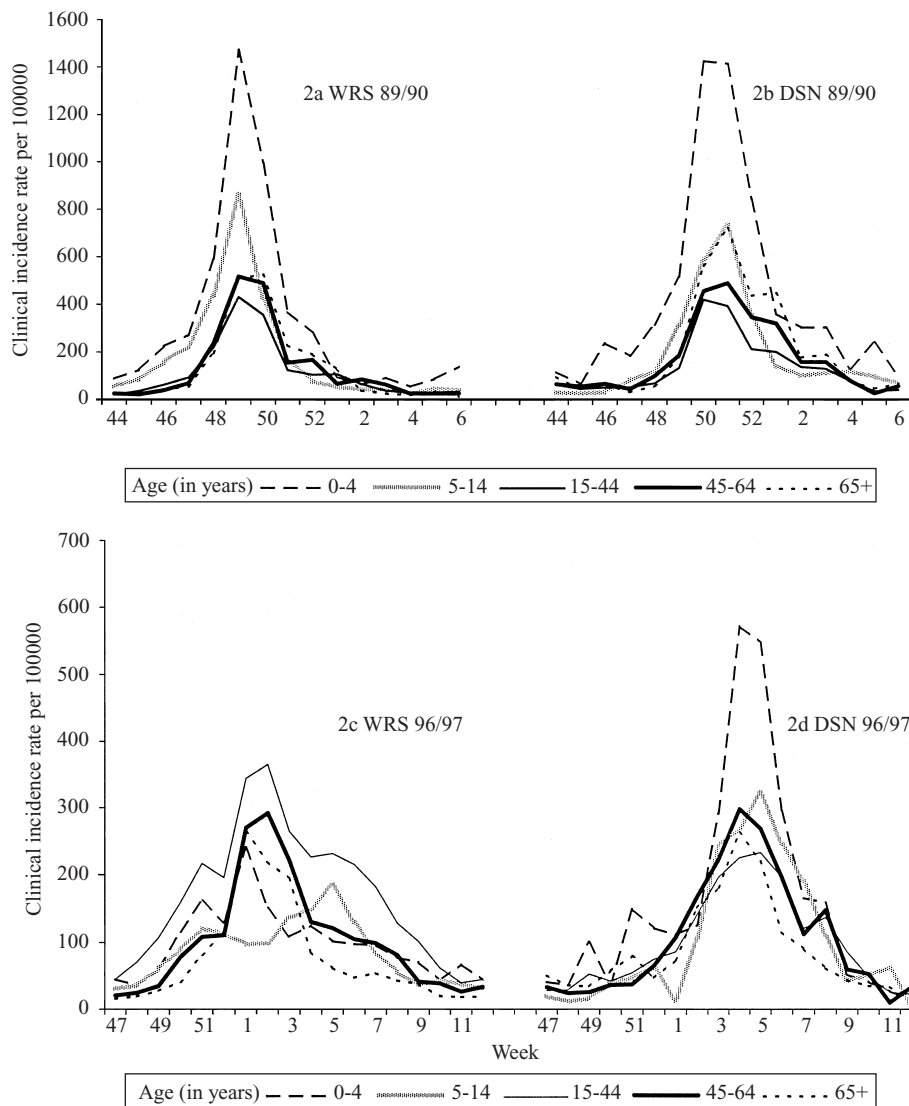 Clinical incidence rate per 100000
1600
1400
1200
1000
800
600
400
200
0
2a WRS 89/90
2b DSN 89/90
44 46 48 50 52 2 4 6 44 46 48 50 52 2 4 6
Age (in years) 0-4 5-14 15-44 45-64 65+
Clinical incidence rate per 100000
700
600
500
400
300
200
100
0
2c WRS 96/97
2d DSN 96/97
47 49 51 1 3 5 7 9 11 47 49 51 1 3 5 7 9 11
Week
Age (in years) 0-4 5-14 15-44 45-64 65+